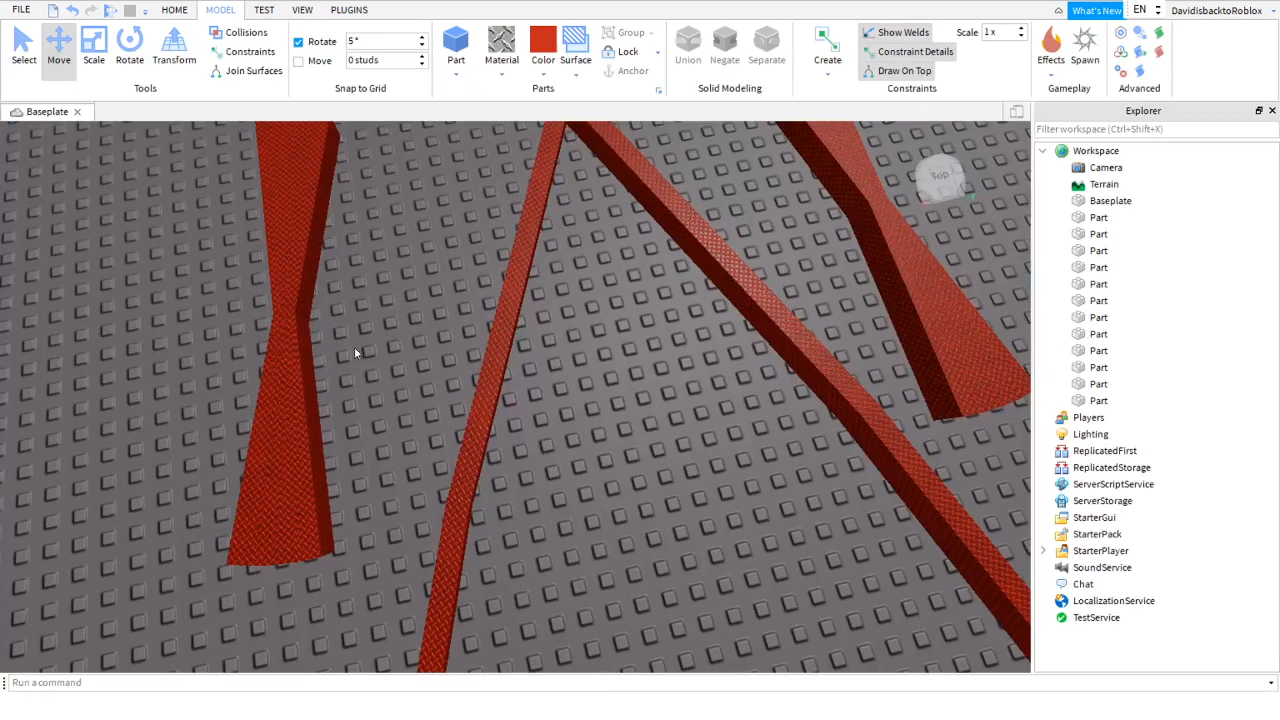 FILE HOME MODEL TEST VIEW PLUGINS What's New EN DavidisbacktoRoblox
Select Move Scale Rotate Transform
Collisions
Constraints
Join Surfaces
Tools
Rotate 5 °
Move 0 studs
Snap to Grid
Part Material Color Surface
Group
Lock
Anchor
Parts
Union Negate Separate
Solid Modeling
Create
Show Welds Scale 1 x
Constraint Details
Draw On Top
Constraints
Effects Spawn
Gameplay
Advanced
Baseplate
Top
Explorer
Filter workspace (Ctrl+Shift+X)
Workspace
Camera
Terrain
Baseplate
Part
Part
Part
Part
Part
Part
Part
Part
Part
Part
Part
Part
Players
Lighting
ReplicatedFirst
ReplicatedStorage
ServerScriptService
ServerStorage
StarterGui
StarterPack
StarterPlayer
SoundService
Chat
LocalizationService
TestService
Run a command